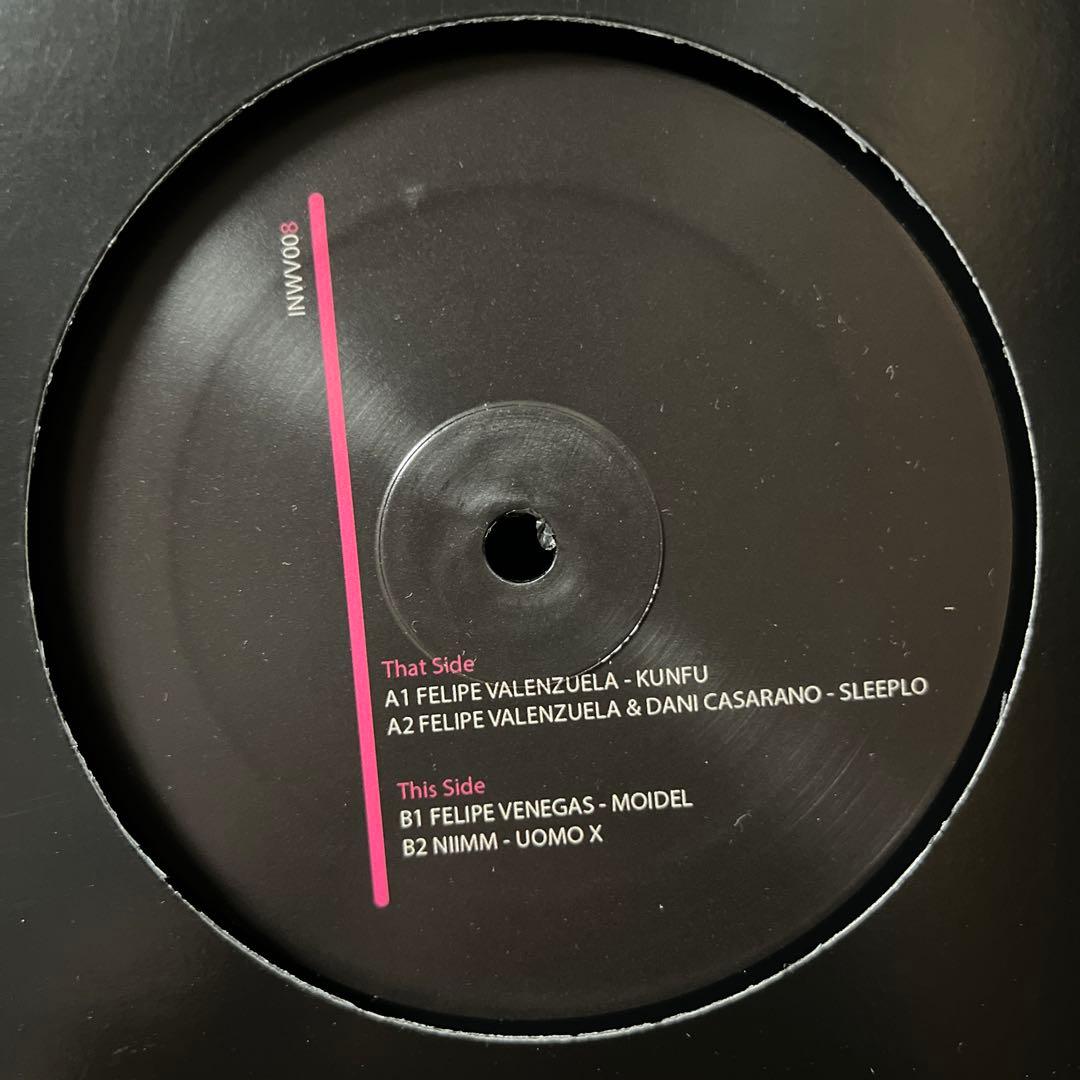 INWV008
That Side
A1 FELIPE VALENZUELA - KUNFU
A2 FELIPE VALENZUELA & DANI CASARANO - SLEEPLO
This Side
B1 FELIPE VENEGAS - MOIDEL
B2 NIIMM - UOMO X